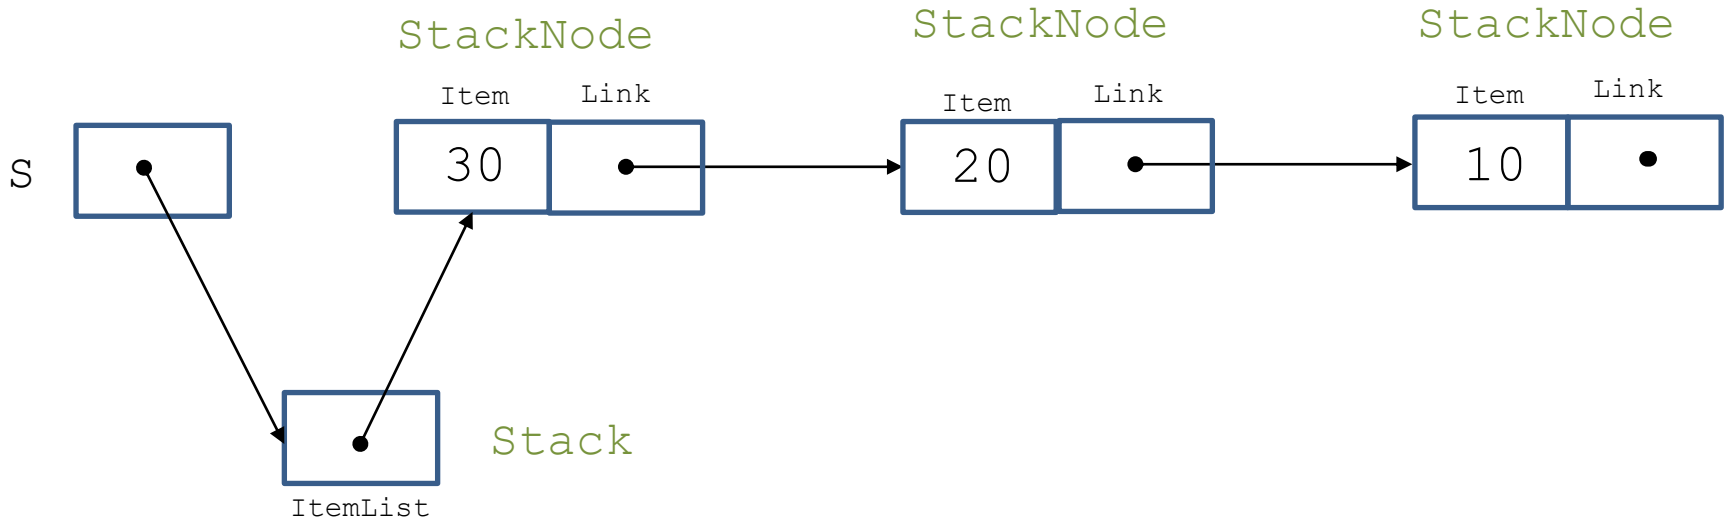 StackNode StackNode StackNode
Item Link Item Link Item Link
S 30 20 10
Stack
ItemList